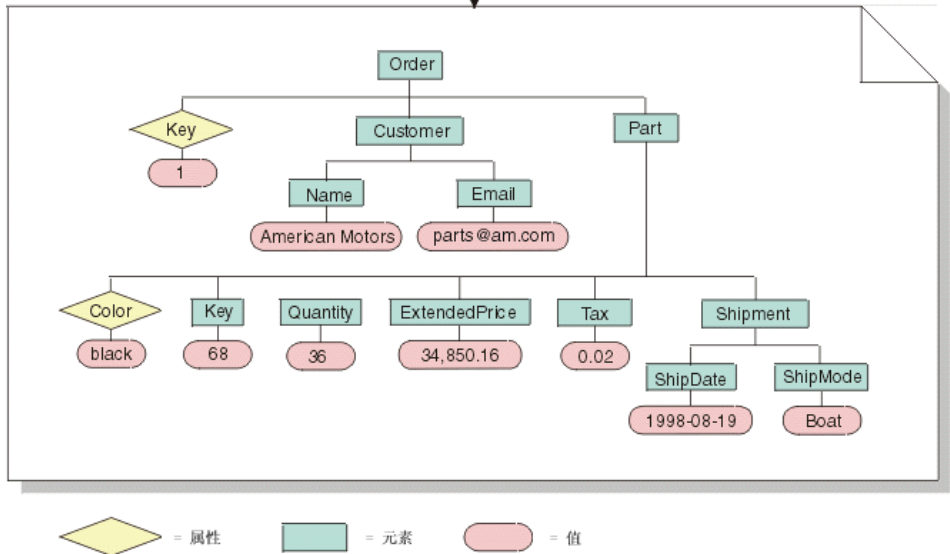 Order
Key
Customer
Part
1
Name
Email
American Motors
parts@am.com
Color
Key
Quantity
ExtendedPrice
Tax
Shipment
black
68
36
34,850.16
0.02
ShipDate
ShipMode
1998-08-19
Boat
= 属性
= 元素
= 值